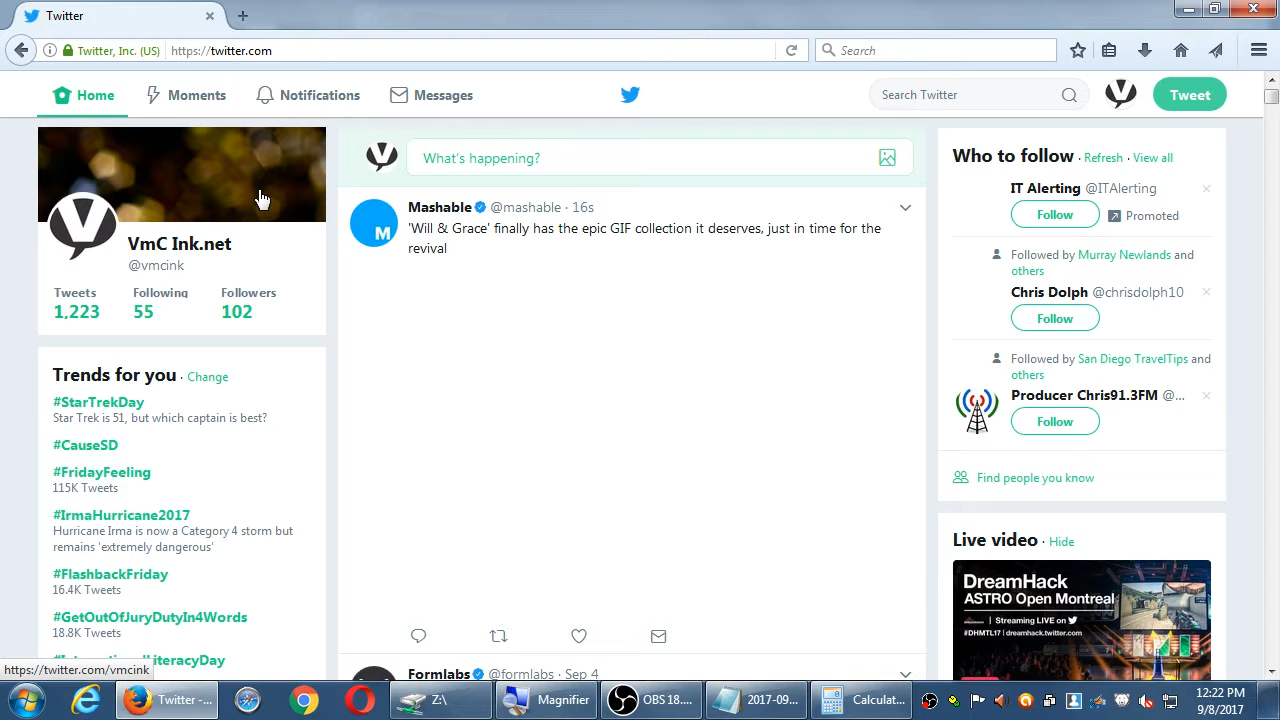 Twitter
Twitter, Inc. (US)
https://twitter.com
Search
Home
Moments
Notifications
Messages
Search Twitter
Tweet
VmC Ink.net
@vmcink
Tweets
Following
Followers
1,223
55
102
Trends for you · Change
#StarTrekDay
Star Trek is 51, but which captain is best?
#CauseSD
#FridayFeeling
115K Tweets
#IrmaHurricane2017
Hurricane Irma is now a Category 4 storm but
remains 'extremely dangerous'
#FlashbackFriday
16.4K Tweets
#GetOutOfJuryDutyIn4Words
18.8K Tweets
https://twitter.com/vmcink
What's happening?
M
Mashable @mashable · 16s
'Will & Grace' finally has the epic GIF collection it deserves, just in time for the
revival
Formlabs @formlabs · Sep 4
Who to follow · Refresh · View all
IT Alerting @ITAlerting
Follow
Promoted
Followed by Murray Newlands and
others
Chris Dolph @chrisdolph10
Follow
Followed by San Diego TravelTips and
others
Producer Chris91.3FM @...
Follow
Find people you know
Live video · Hide
DreamHack
ASTRO Open Montreal
Streaming LIVE on
#DHMTL17 | dreamhack.twitter.com
Twitter -...
Z:\
Magnifier
OBS 18....
2017-09...
Calculat...
12:22 PM
9/8/2017